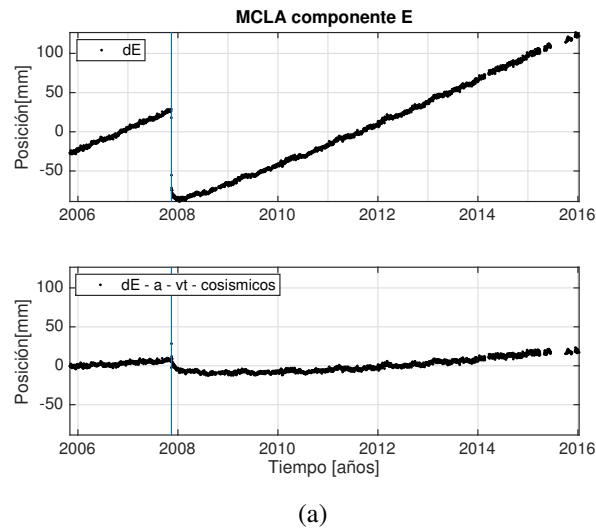 MCLA componente E
dE
Posición[mm]
100
50
0
-50
2006 2008 2010 2012 2014 2016
dE - a - vt - cosismicos
Posición[mm]
100
50
0
-50
2006 2008 2010 2012 2014 2016
Tiempo [años]
(a)